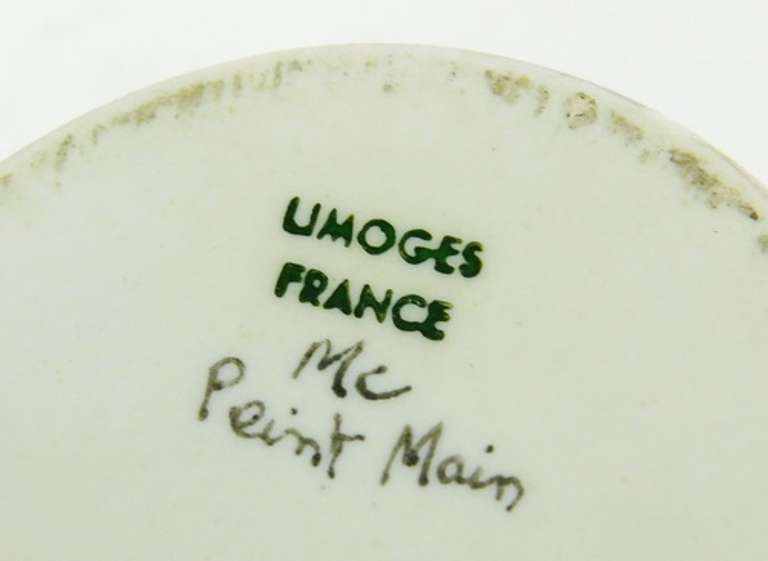 LIMOGES
FRANCE
Mc
Peint Main